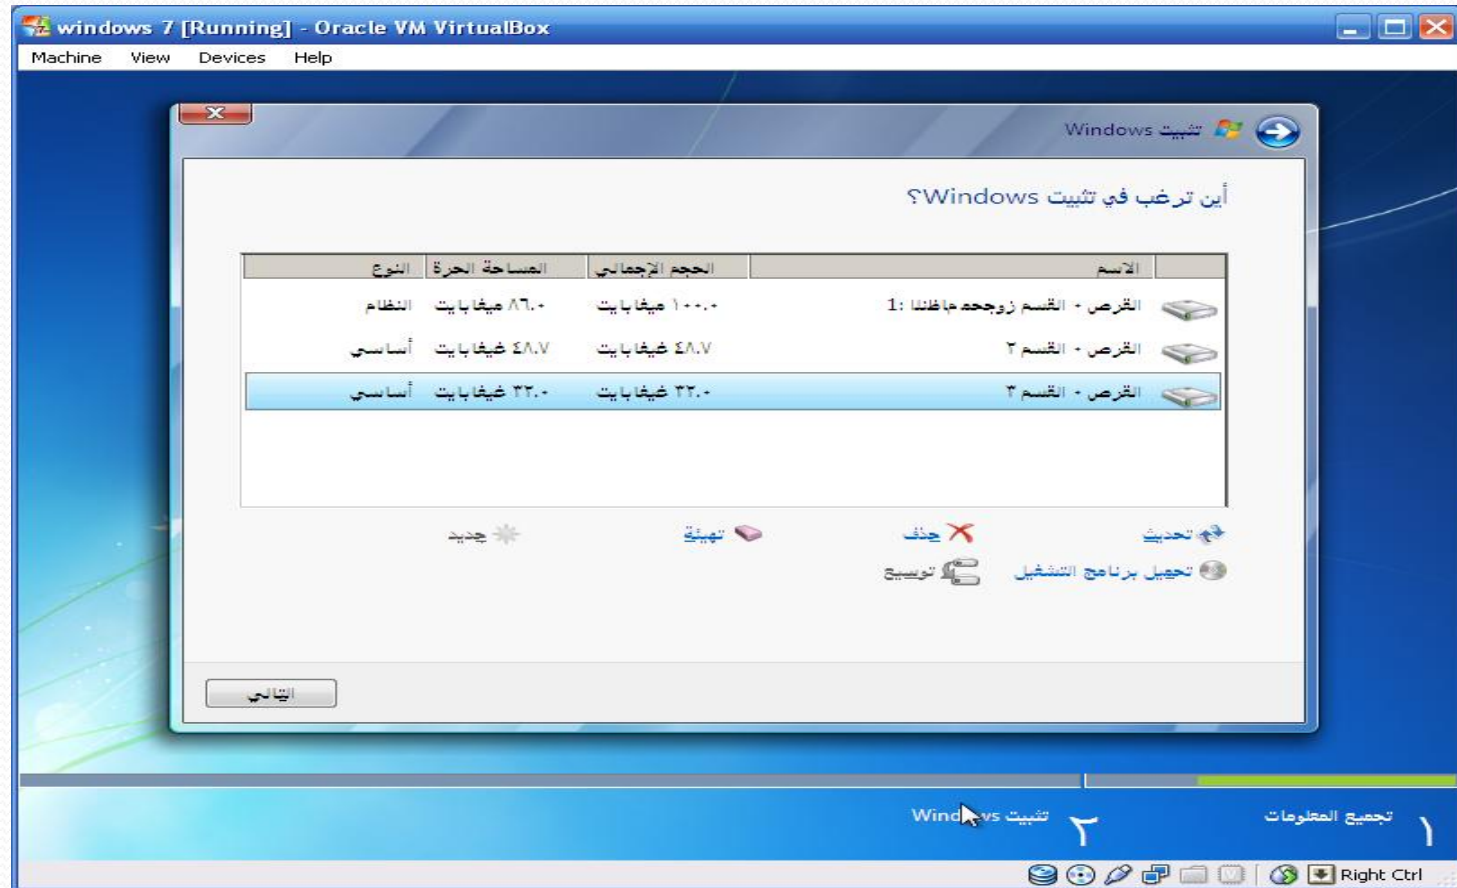 windows 7 [Running] - Oracle VM VirtualBox
Machine View Devices Help
تثبيت Windows
أين ترغب في تثبيت Windows؟
الاسم الحجم الإجمالي المساحة الحرة النوع
القرص ٠ القسم زوجحمحماظننا :1 ١٠٠.٠ ميغابايت ٨٦.٠ ميغابايت النظام
القرص ٠ القسم ٢ ٤٨.٧ غيغابايت ٤٨.٧ غيغابايت أساسي
القرص ٠ القسم ٣ ٣٢.٠ غيغابايت ٣٢.٠ غيغابايت أساسي
تحديث حذف تهيئة جديد
تحميل برنامج التشغيل توسيع
التالي
١ تجميع المعلومات ٢ تثبيت Windows
Right Ctrl